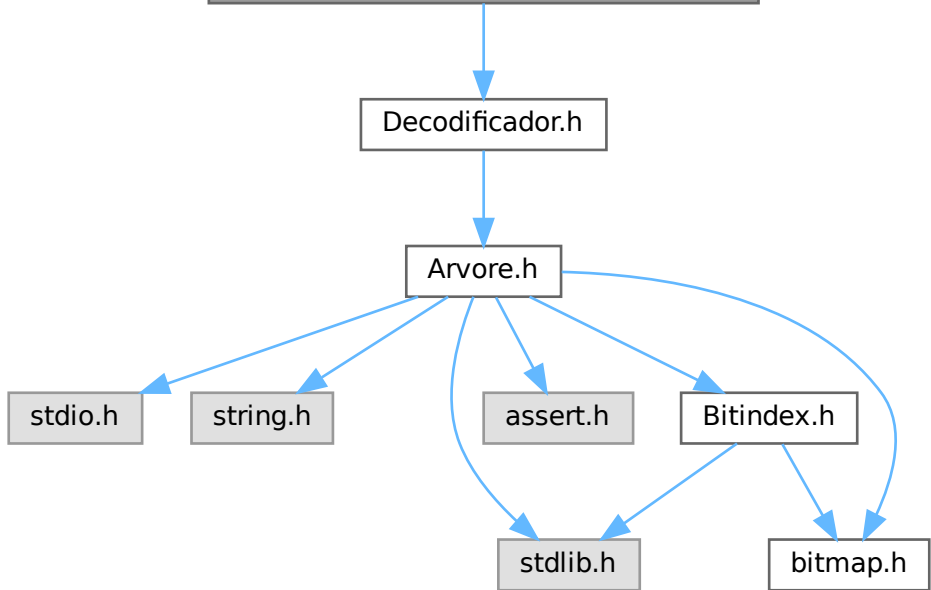 Decodificador.h
Arvore.h
stdio.h
string.h
assert.h
Bitindex.h
stdlib.h
bitmap.h